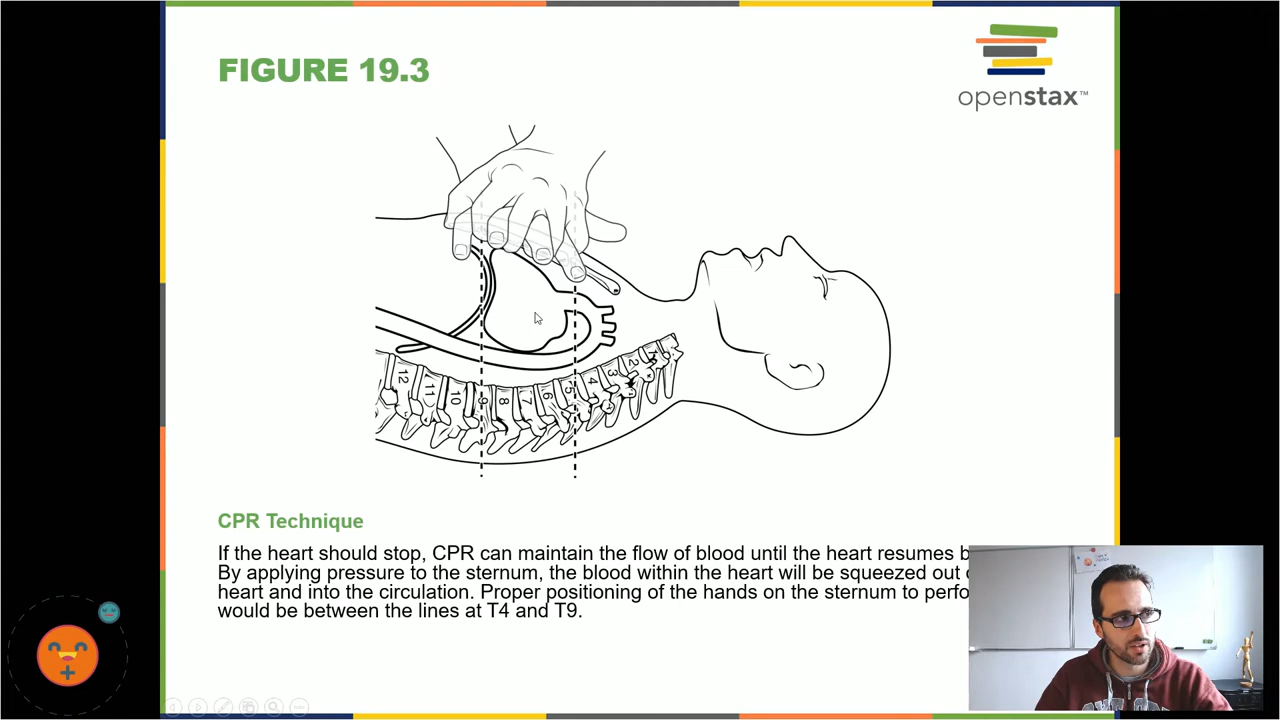 FIGURE 19.3
openstax™
12 11 10 9 8 7 6 5 4 3 2
CPR Technique
If the heart should stop, CPR can maintain the flow of blood until the heart resumes
By applying pressure to the sternum, the blood within the heart will be squeezed out
heart and into the circulation. Proper positioning of the hands on the sternum to
would be between the lines at T4 and T9.